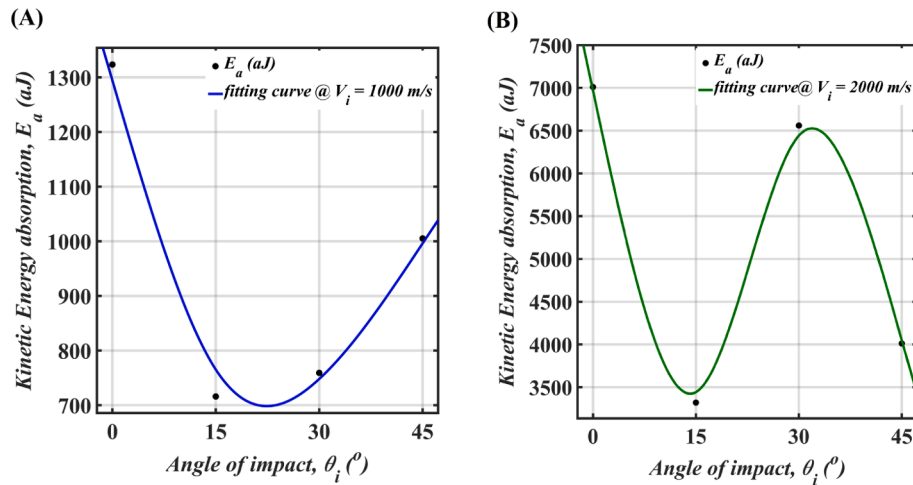 (A)
Kinetic Energy absorption, E_a (aJ)
1300
1200
1100
1000
900
800
700
E_a (aJ)
fitting curve @ V_i = 1000 m/s
0 15 30 45
Angle of impact, θ_i (o)
(B)
Kinetic Energy absorption, E_a (aJ)
7500
7000
6500
6000
5500
5000
4500
4000
3500
E_a (aJ)
fitting curve@ V_i = 2000 m/s
0 15 30 45
Angle of impact, θ_i (o)